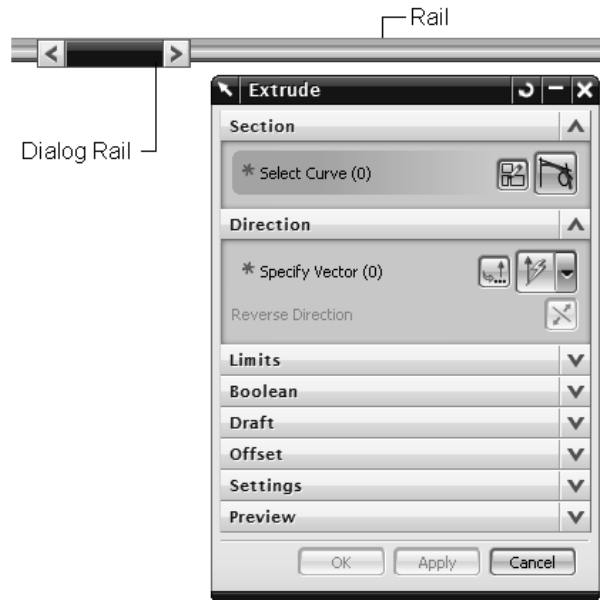 Rail
Dialog Rail
Extrude
Section
* Select Curve (0)
Direction
* Specify Vector (0)
Reverse Direction
Limits
Boolean
Draft
Offset
Settings
Preview
OK Apply Cancel